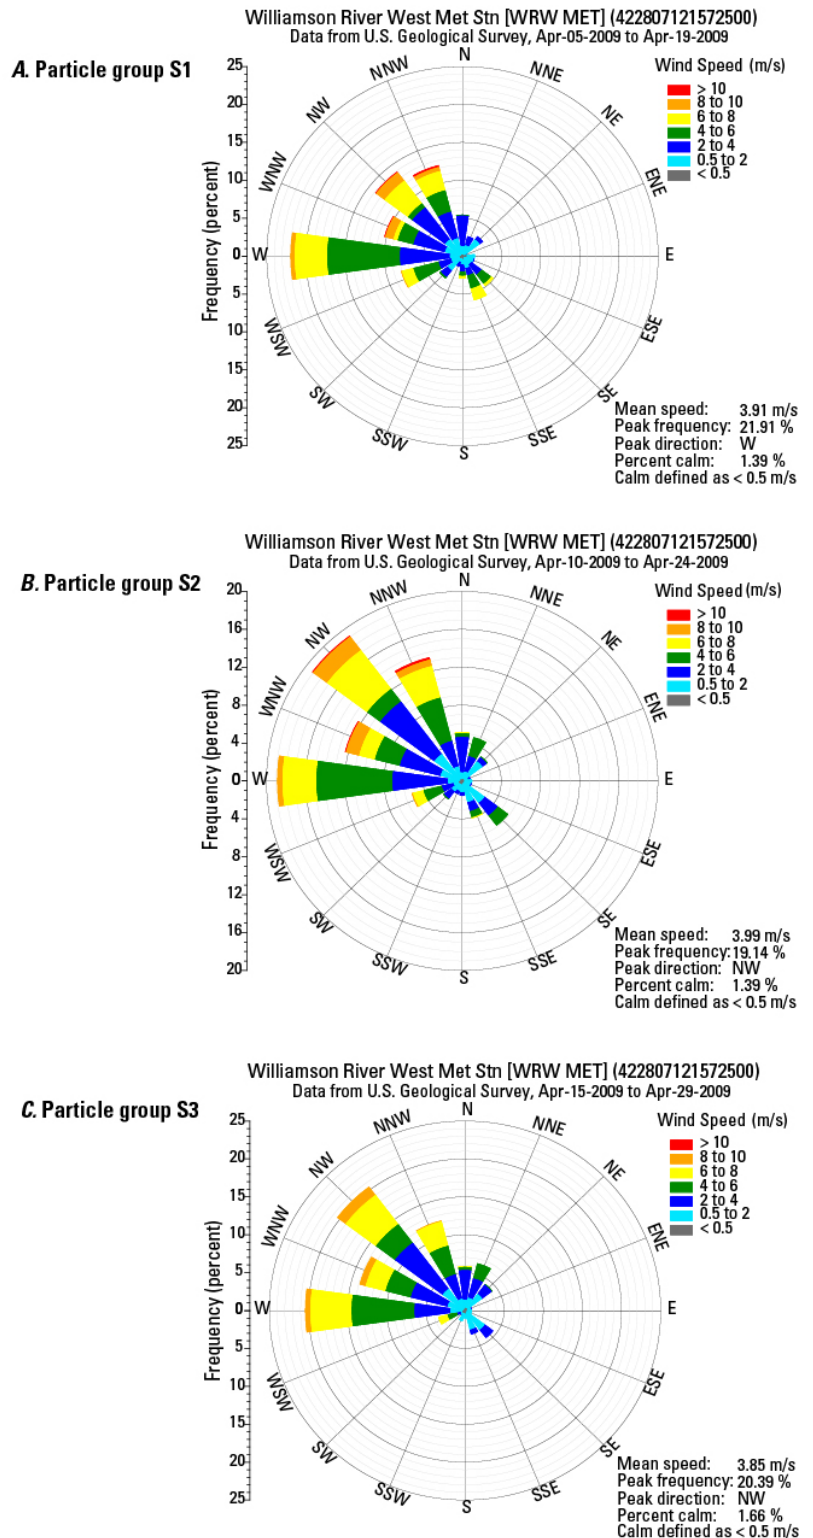 A. Particle group S1
Williamson River West Met Stn [WRW MET] (422807121572500)
Data from U.S. Geological Survey, Apr-05-2009 to Apr-19-2009
Frequency (percent)
25
20
15
10
5
0
5
10
15
20
25
N
NNE
NE
ENE
E
ESE
SE
SSE
S
SSW
SW
WSW
W
WNW
NW
NNW
Wind Speed (m/s)
> 10
8 to 10
6 to 8
4 to 6
2 to 4
0.5 to 2
< 0.5
Mean speed: 3.91 m/s
Peak frequency: 21.91 %
Peak direction: W
Percent calm: 1.39 %
Calm defined as < 0.5 m/s
B. Particle group S2
Williamson River West Met Stn [WRW MET] (422807121572500)
Data from U.S. Geological Survey, Apr-10-2009 to Apr-24-2009
Frequency (percent)
20
16
12
8
4
0
4
8
12
16
20
N
NNE
NE
ENE
E
ESE
SE
SSE
S
SSW
SW
WSW
W
WNW
NW
NNW
Wind Speed (m/s)
> 10
8 to 10
6 to 8
4 to 6
2 to 4
0.5 to 2
< 0.5
Mean speed: 3.99 m/s
Peak frequency: 19.14 %
Peak direction: NW
Percent calm: 1.39 %
Calm defined as < 0.5 m/s
C. Particle group S3
Williamson River West Met Stn [WRW MET] (422807121572500)
Data from U.S. Geological Survey, Apr-15-2009 to Apr-29-2009
Frequency (percent)
25
20
15
10
5
0
5
10
15
20
25
N
NNE
NE
ENE
E
ESE
SE
SSE
S
SSW
SW
WSW
W
WNW
NW
NNW
Wind Speed (m/s)
> 10
8 to 10
6 to 8
4 to 6
2 to 4
0.5 to 2
< 0.5
Mean speed: 3.85 m/s
Peak frequency: 20.39 %
Peak direction: NW
Percent calm: 1.66 %
Calm defined as < 0.5 m/s